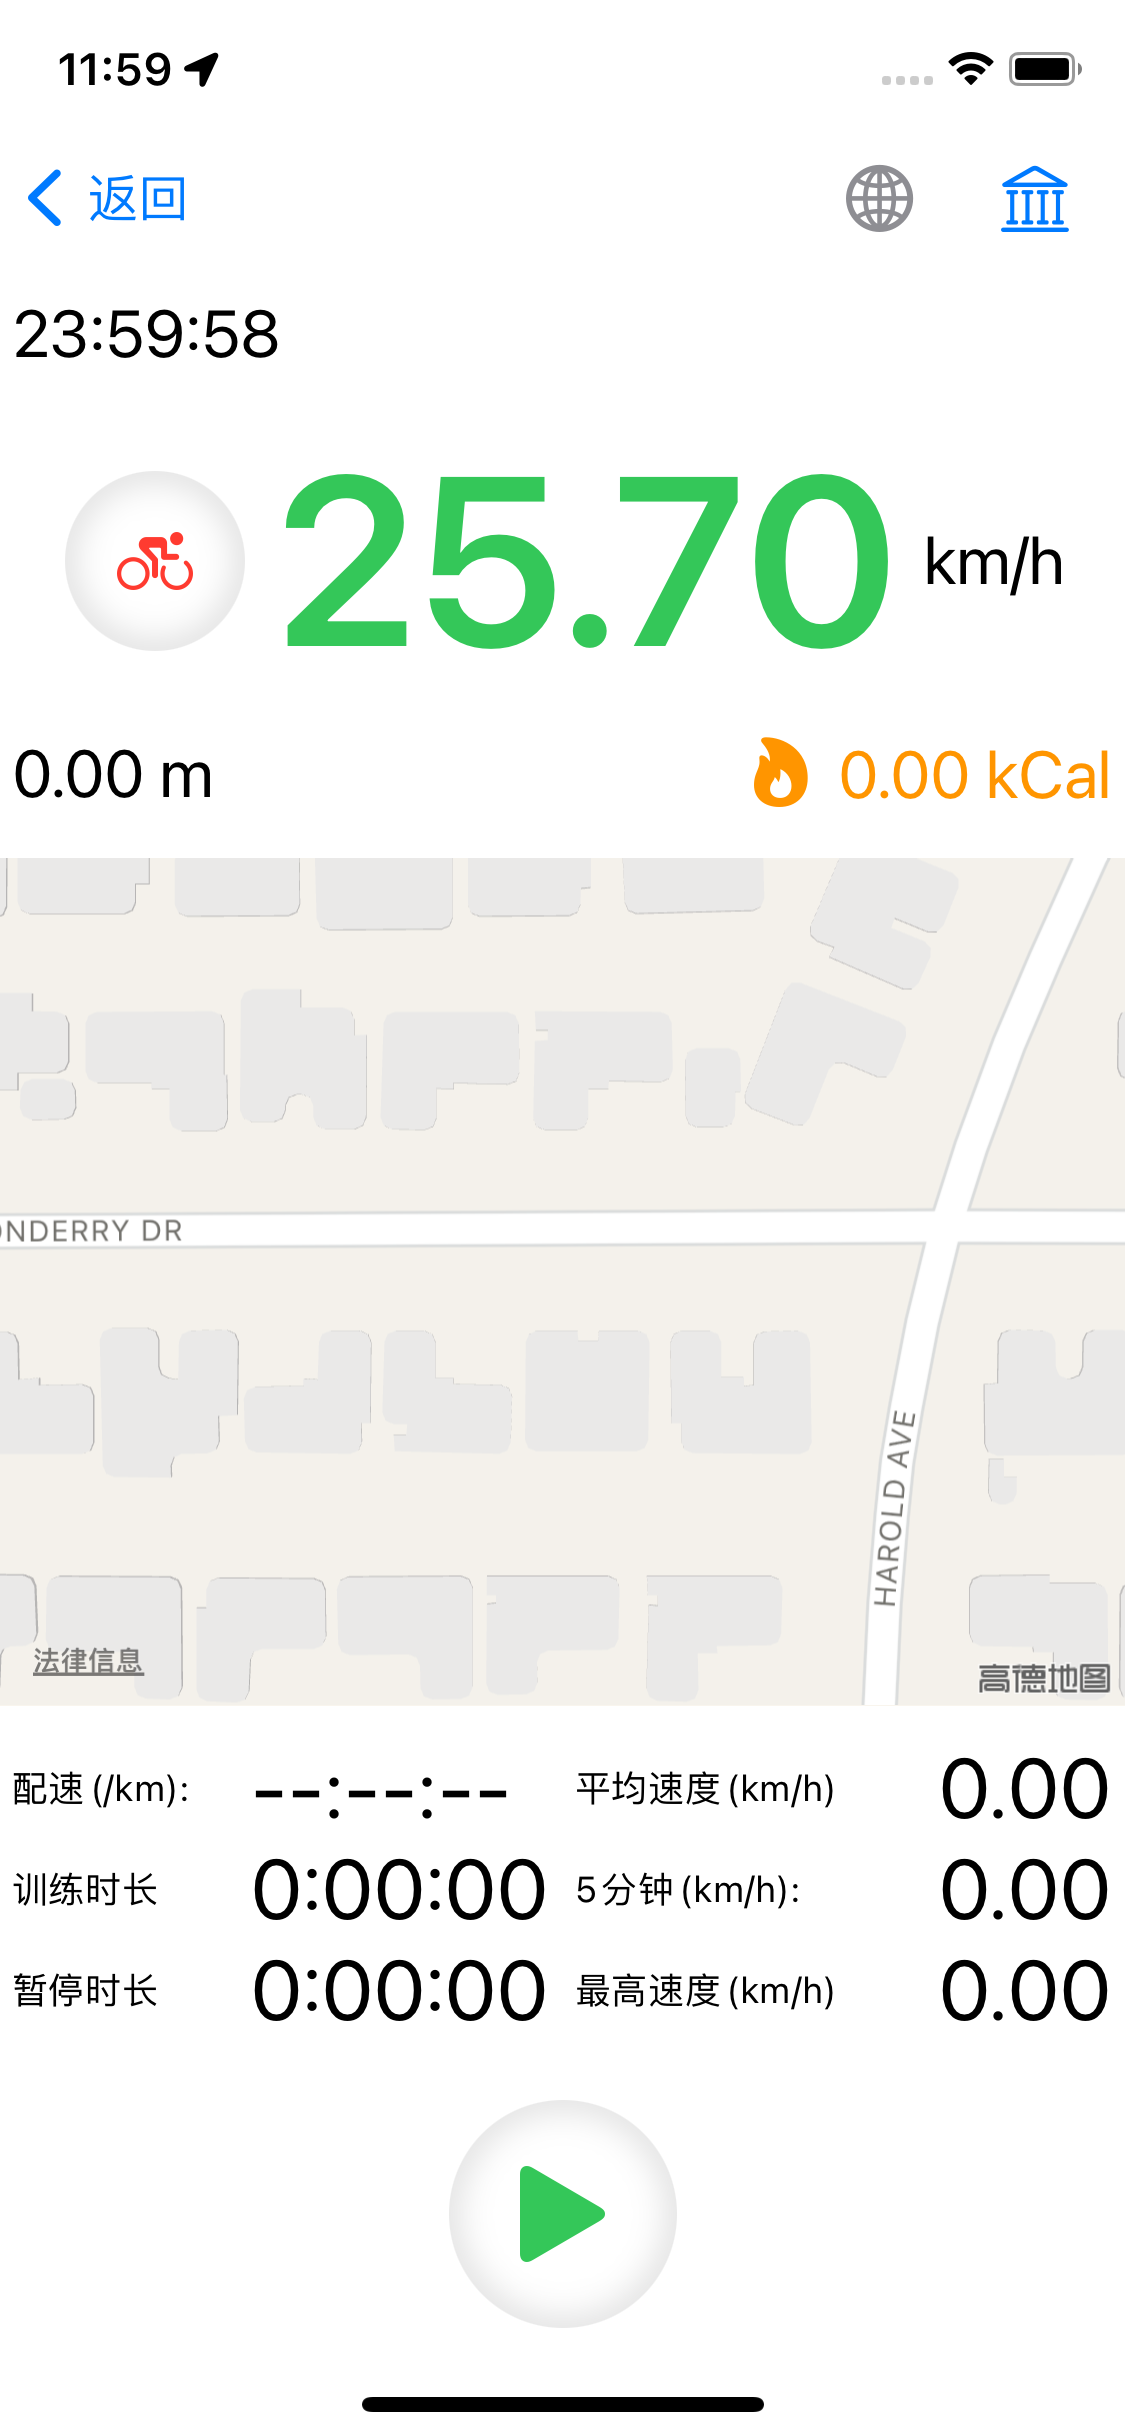 11:59
返回
23:59:58
25.70 km/h
0.00 m
0.00 kCal
ONDERRY DR
HAROLD AVE
法律信息
高德地图
配速 (/km): --:--:-- 平均速度 (km/h) 0.00
训练时长 0:00:00 5分钟 (km/h): 0.00
暂停时长 0:00:00 最高速度 (km/h) 0.00